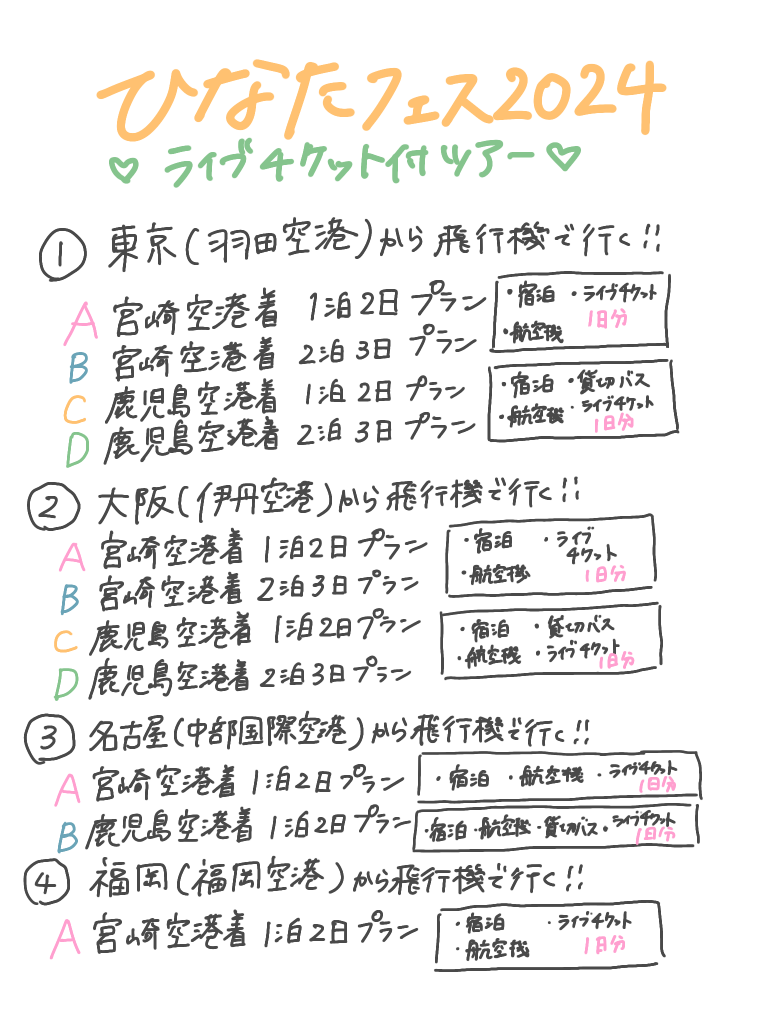 ひなたフェス2024
♡ ライブチケット付ツアー ♡
① 東京(羽田空港)から飛行機で行く!!
A 宮崎空港着 1泊2日 プラン
B 宮崎空港着 2泊3日 プラン
・宿泊 ・ライブチケット
・航空機 1日分
C 鹿児島空港着 1泊2日 プラン
D 鹿児島空港着 2泊3日 プラン
・宿泊 ・貸切バス
・航空機 ・ライブチケット
1日分
② 大阪(伊丹空港)から飛行機で行く!!
A 宮崎空港着 1泊2日 プラン
B 宮崎空港着 2泊3日 プラン
・宿泊 ・ライブ
チケット
・航空機 1日分
C 鹿児島空港着 1泊2日プラン
D 鹿児島空港着 2泊3日 プラン
・宿泊 ・貸切バス
・航空機 ・ライブチケット
1日分
③ 名古屋(中部国際空港)から飛行機で行く!!
A 宮崎空港着 1泊2日プラン
・宿泊 ・航空機 ・ライブチケット
1日分
B 鹿児島空港着 1泊2日プラン
・宿泊・航空機・貸切バス・ライブチケット
1日分
④ 福岡(福岡空港)から飛行機で行く!!
A 宮崎空港着 1泊2日プラン
・宿泊 ・ライブチケット
・航空機 1日分